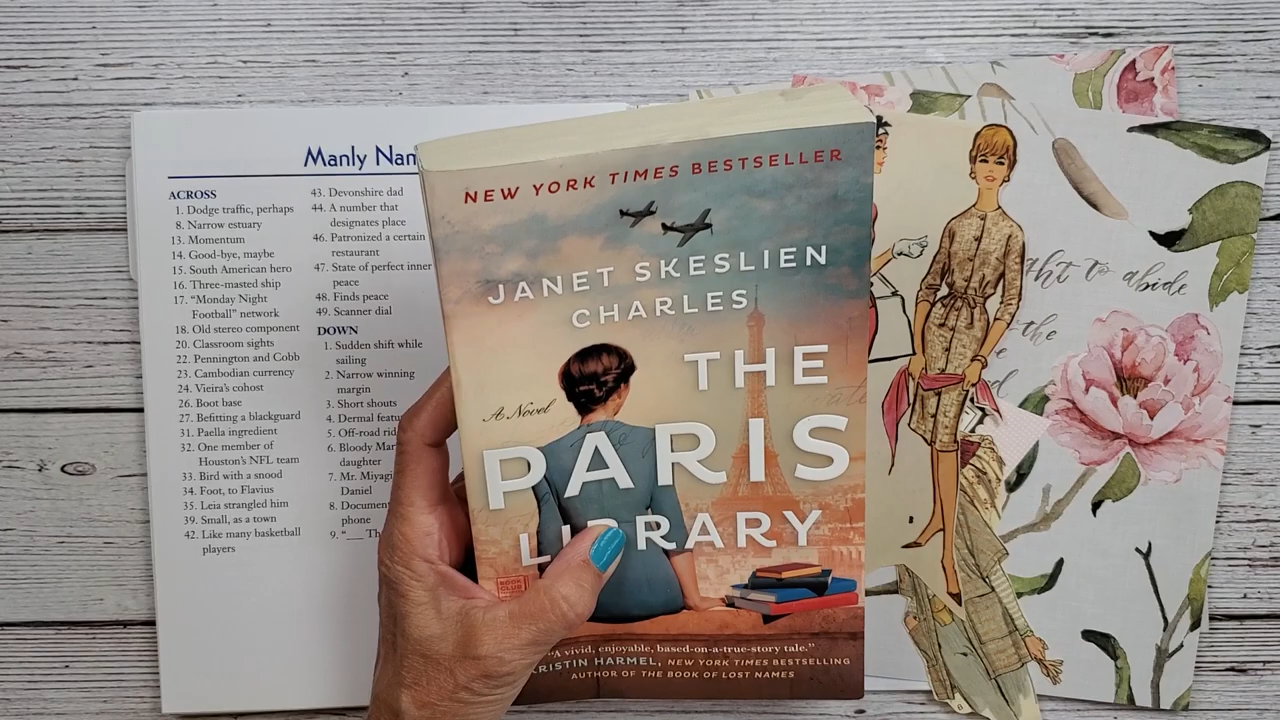 Manly Nam
ACROSS
1. Dodge traffic, perhaps
8. Narrow estuary
13. Momentum
14. Good-bye, maybe
15. South American hero
16. Three-masted ship
17. “Monday Night
Football” network
18. Old stereo component
20. Classroom sights
22. Pennington and Cobb
23. Cambodian currency
24. Vieira’s cohost
26. Boot base
27. Befitting a blackguard
31. Paella ingredient
32. One member of
Houston’s NFL team
33. Bird with a snood
34. Foot, to Flavius
35. Leia strangled him
39. Small, as a town
42. Like many basketball
players
43. Devonshire dad
44. A number that
designates place
46. Patronized a certain
restaurant
47. State of perfect inner
peace
48. Finds peace
49. Scanner dial
DOWN
1. Sudden shift while
sailing
2. Narrow winning
margin
3. Short shouts
4. Dermal featu
5. Off-road rid
6. Bloody Mar
daughter
7. Mr. Miyagi
Daniel
8. Documen
phone
9. “___ Th
NEW YORK TIMES BESTSELLER
JANET SKESLIEN
CHARLES
THE
A Novel
PARIS
LIBRARY
BOOK CLUB
“A vivid, enjoyable, based-on-a-true-story tale.”
KRISTIN HARMEL, NEW YORK TIMES BESTSELLING
AUTHOR OF THE BOOK OF LOST NAMES
ght to abide
the
B